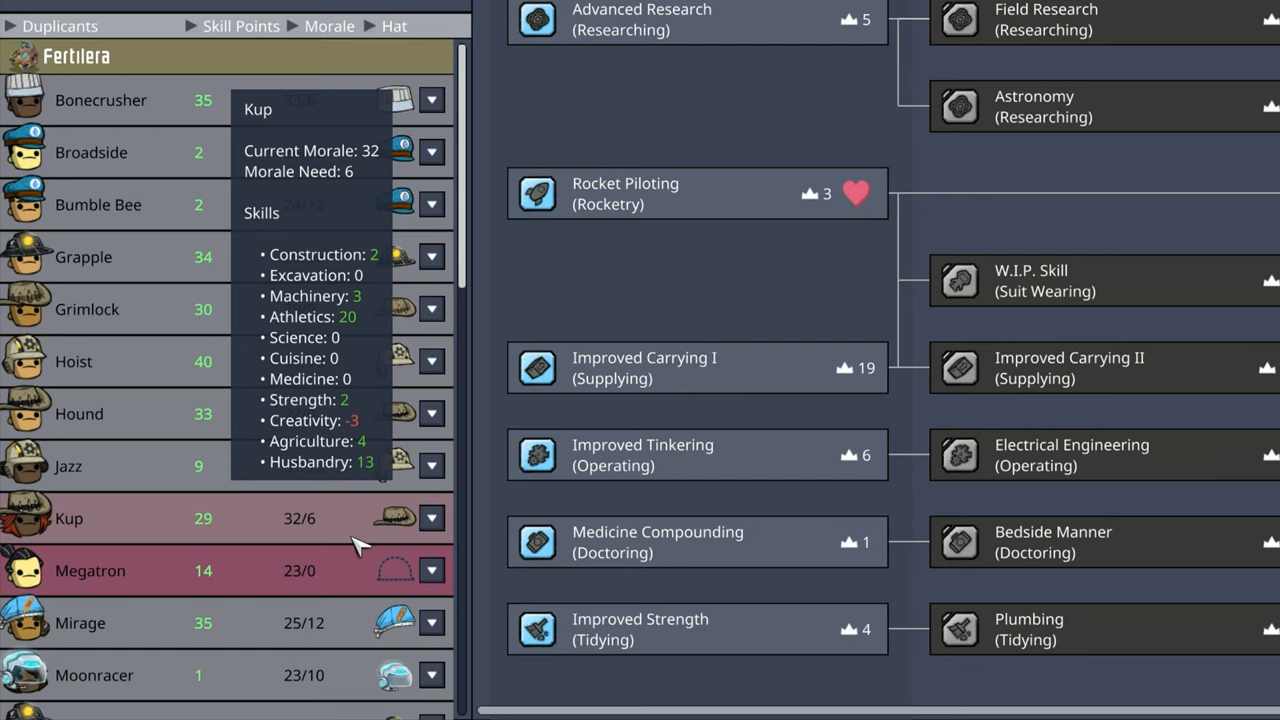 Duplicants Skill Points Morale Hat
Fertilera
Bonecrusher 35
Broadside 2
Bumble Bee 2 24/12
Grapple 34
Grimlock 30
Hoist 40
Hound 33
Jazz 9
Kup 29 32/6
Megatron 14 23/0
Mirage 35 25/12
Moonracer 1 23/10
Kup
Current Morale: 32
Morale Need: 6
Skills
• Construction: 2
• Excavation: 0
• Machinery: 3
• Athletics: 20
• Science: 0
• Cuisine: 0
• Medicine: 0
• Strength: 2
• Creativity: -3
• Agriculture: 4
• Husbandry: 13
Advanced Research
(Researching)
5
Field Research
(Researching)
Astronomy
(Researching)
Rocket Piloting
(Rocketry)
3
W.I.P. Skill
(Suit Wearing)
Improved Carrying I
(Supplying)
19
Improved Carrying II
(Supplying)
Improved Tinkering
(Operating)
6
Electrical Engineering
(Operating)
Medicine Compounding
(Doctoring)
1
Bedside Manner
(Doctoring)
Improved Strength
(Tidying)
4
Plumbing
(Tidying)